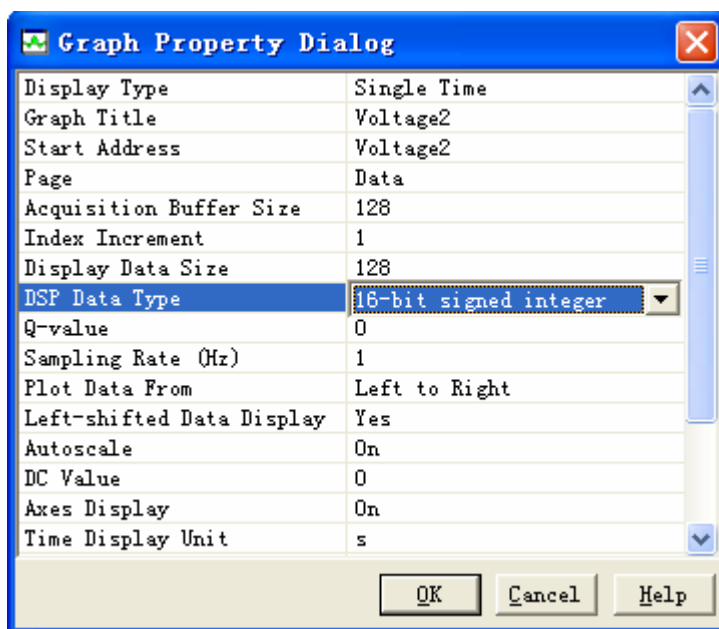 Graph Property Dialog
Display Type Single Time
Graph Title Voltage2
Start Address Voltage2
Page Data
Acquisition Buffer Size 128
Index Increment 1
Display Data Size 128
DSP Data Type 16-bit signed integer
Q-value 0
Sampling Rate (Hz) 1
Plot Data From Left to Right
Left-shifted Data Display Yes
Autoscale On
DC Value 0
Axes Display On
Time Display Unit s
OK Cancel Help